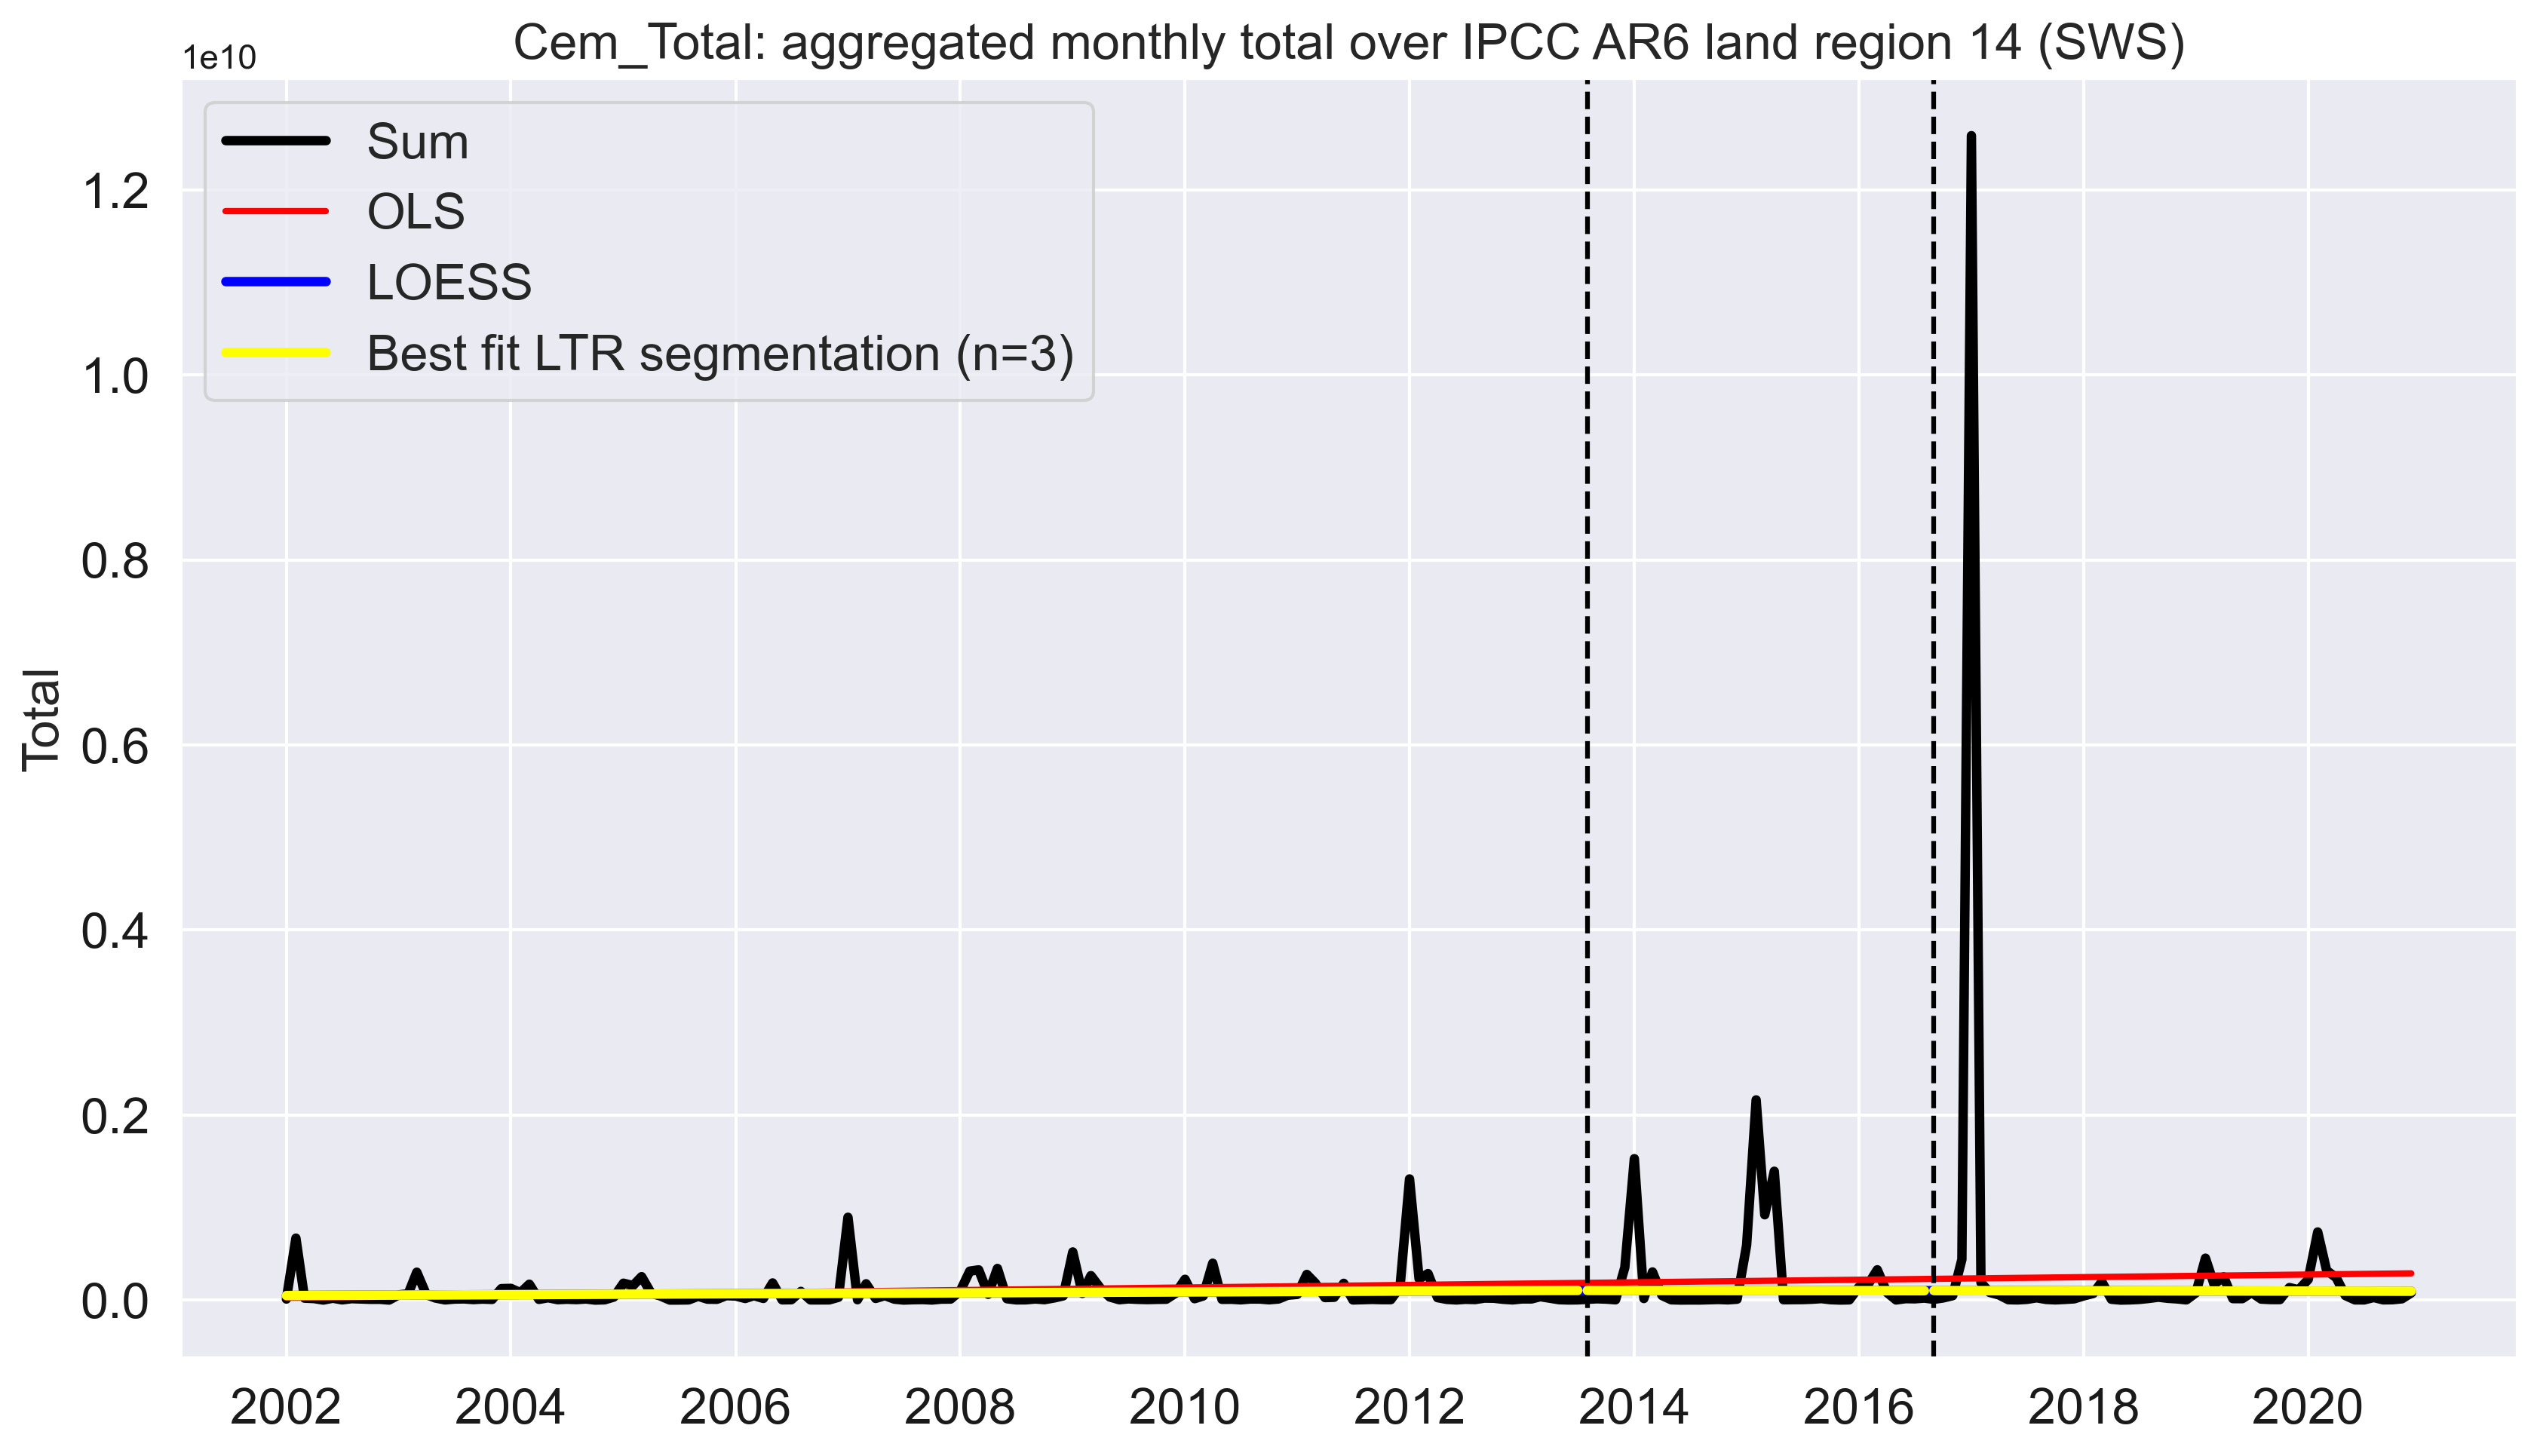 Cem_Total: aggregated monthly total over IPCC AR6 land region 14 (SWS)
1e10
Sum
OLS
LOESS
Best fit LTR segmentation (n=3)
1.2
1.0
0.8
0.6
0.4
0.2
0.0
Total
2002 2004 2006 2008 2010 2012 2014 2016 2018 2020